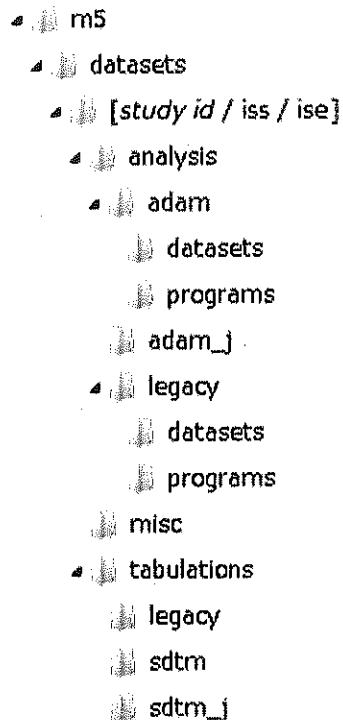 m5
datasets
[study id / iss / ise]
analysis
adam
datasets
programs
adam_j
legacy
datasets
programs
misc
tabulations
legacy
sdtm
sdtm_j